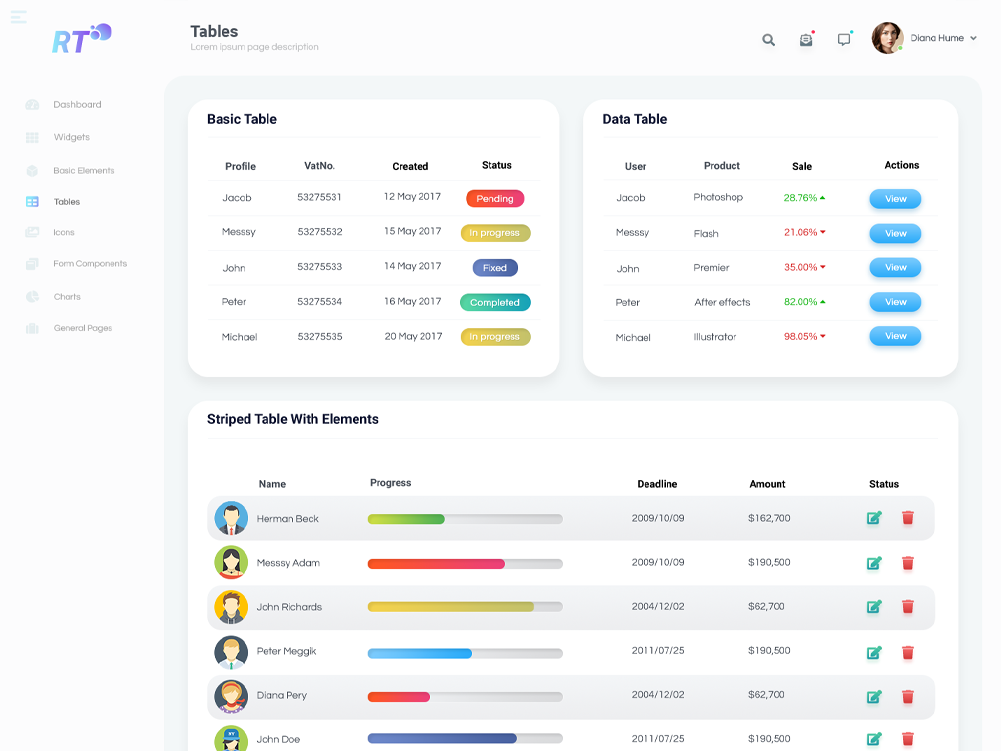 RT
Tables
Lorem ipsum page description
Diana Hume
Dashboard
Widgets
Basic Elements
Tables
Icons
Form Components
Charts
General Pages
Basic Table
Profile VatNo. Created Status
Jacob 53275531 12 May 2017 Pending
Messsy 53275532 15 May 2017 In progress
John 53275533 14 May 2017 Fixed
Peter 53275534 16 May 2017 Completed
Michael 53275535 20 May 2017 In progress
Data Table
User Product Sale Actions
Jacob Photoshop 28.76% View
Messsy Flash 21.06% View
John Premier 35.00% View
Peter After effects 82.00% View
Michael Illustrator 98.05% View
Striped Table With Elements
Name Progress Deadline Amount Status
Herman Beck 2009/10/09 $162,700
Messsy Adam 2009/10/09 $190,500
John Richards 2004/12/02 $62,700
Peter Meggik 2011/07/25 $190,500
Diana Pery 2004/12/02 $62,700
John Doe 2011/07/25 $190,500